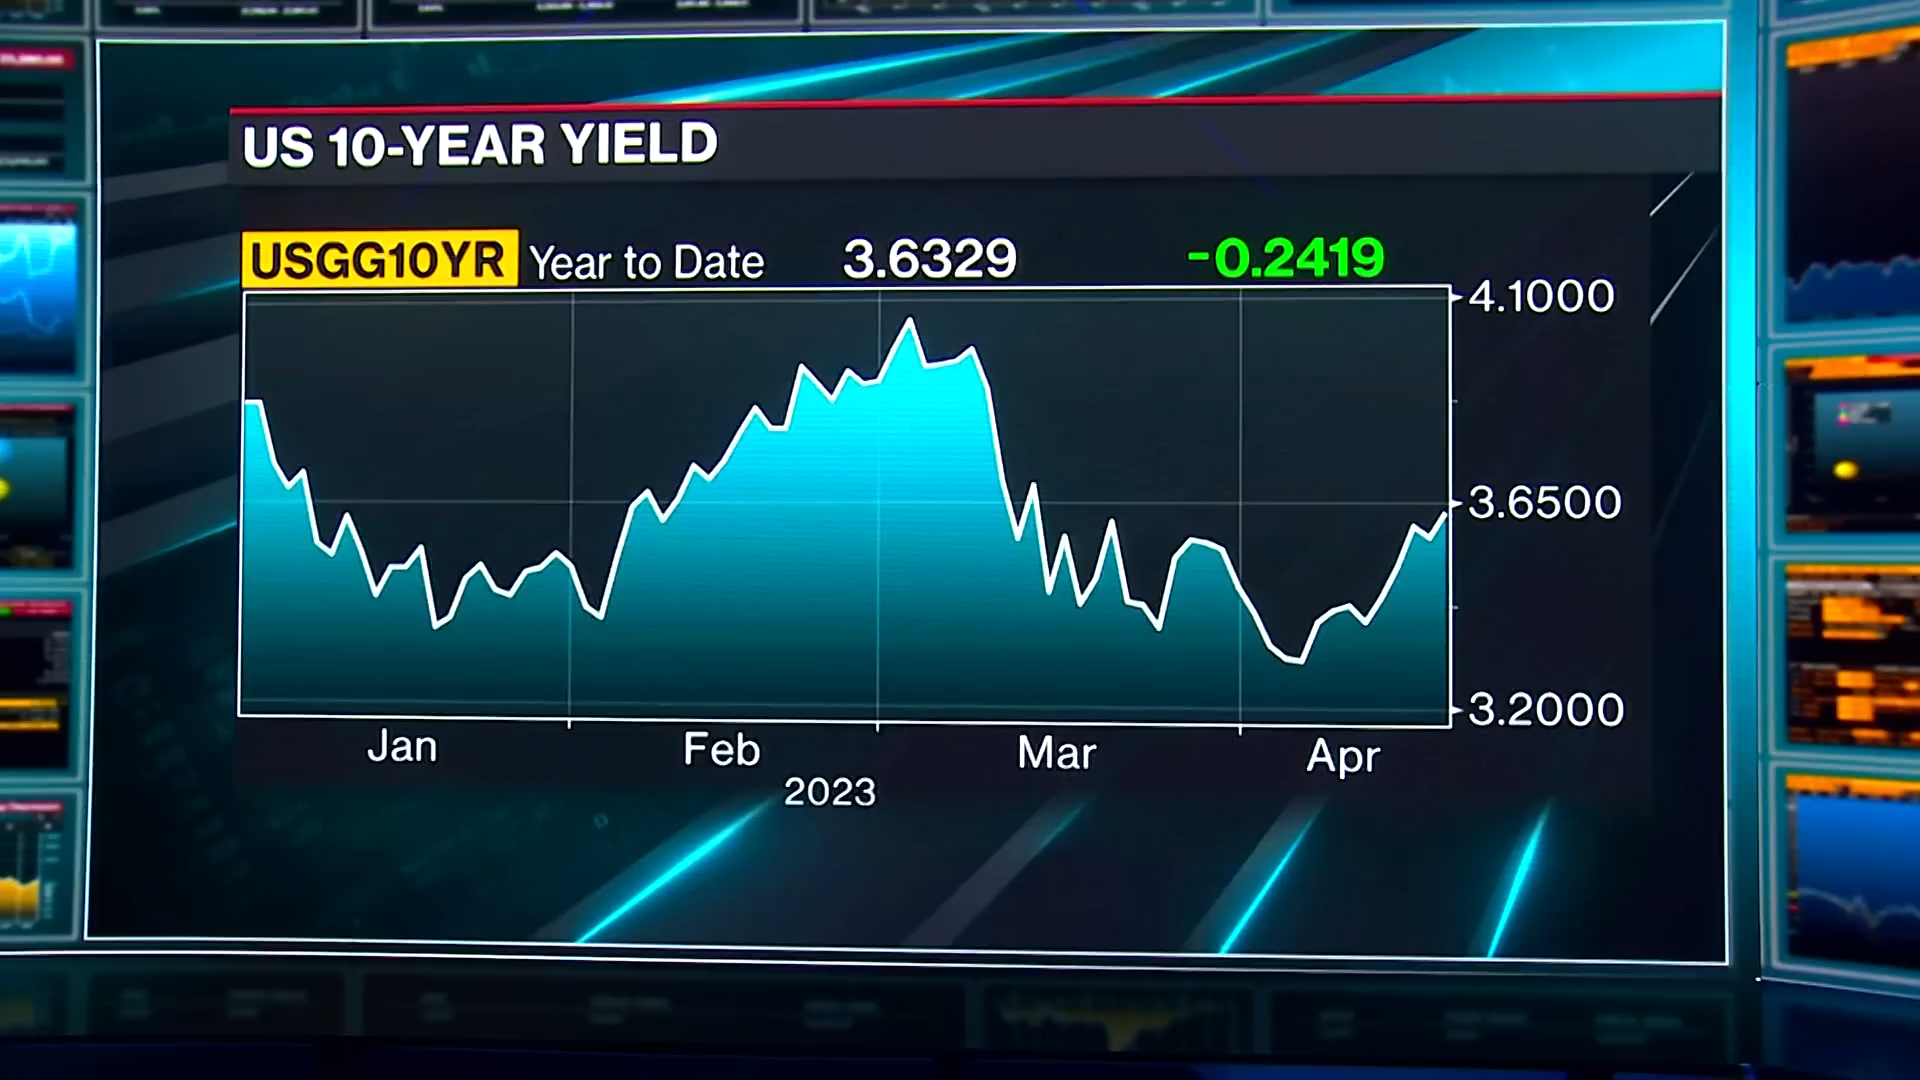 US 10-YEAR YIELD
USGG10YR Year to Date 3.6329 -0.2419
4.1000
3.6500
3.2000
Jan Feb Mar Apr
2023